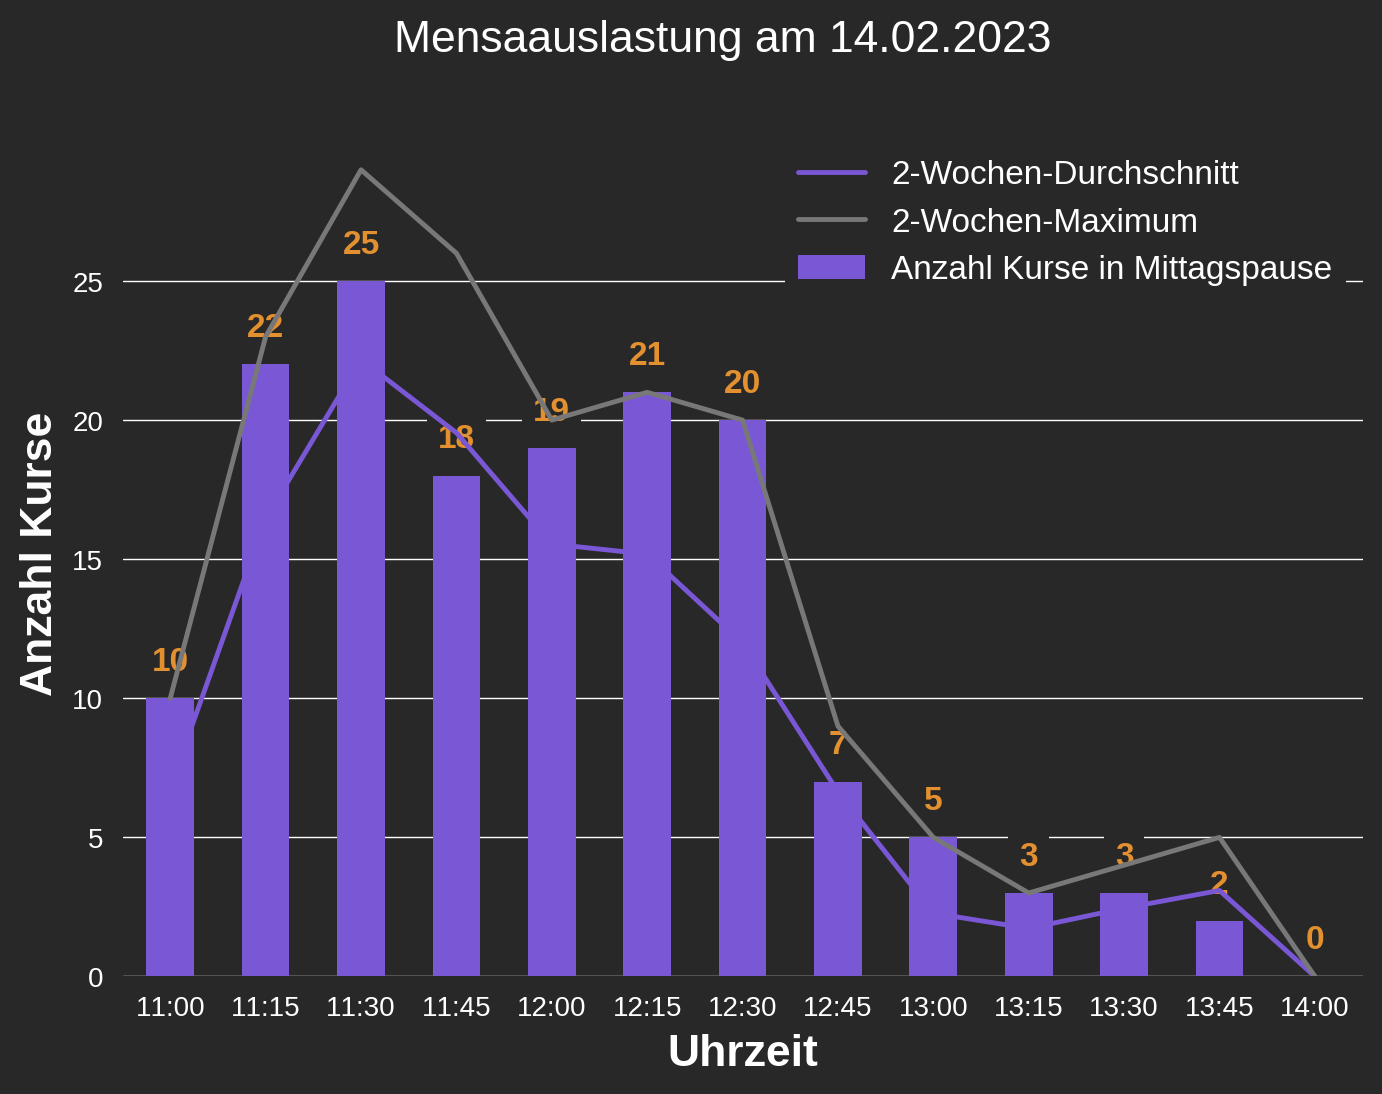 Mensaauslastung am 14.02.2023
2-Wochen-Durchschnitt
2-Wochen-Maximum
Anzahl Kurse in Mittagspause
Anzahl Kurse
25
20
15
10
5
0
10
22
25
18
19
21
20
7
5
3
3
2
0
11:00 11:15 11:30 11:45 12:00 12:15 12:30 12:45 13:00 13:15 13:30 13:45 14:00
Uhrzeit